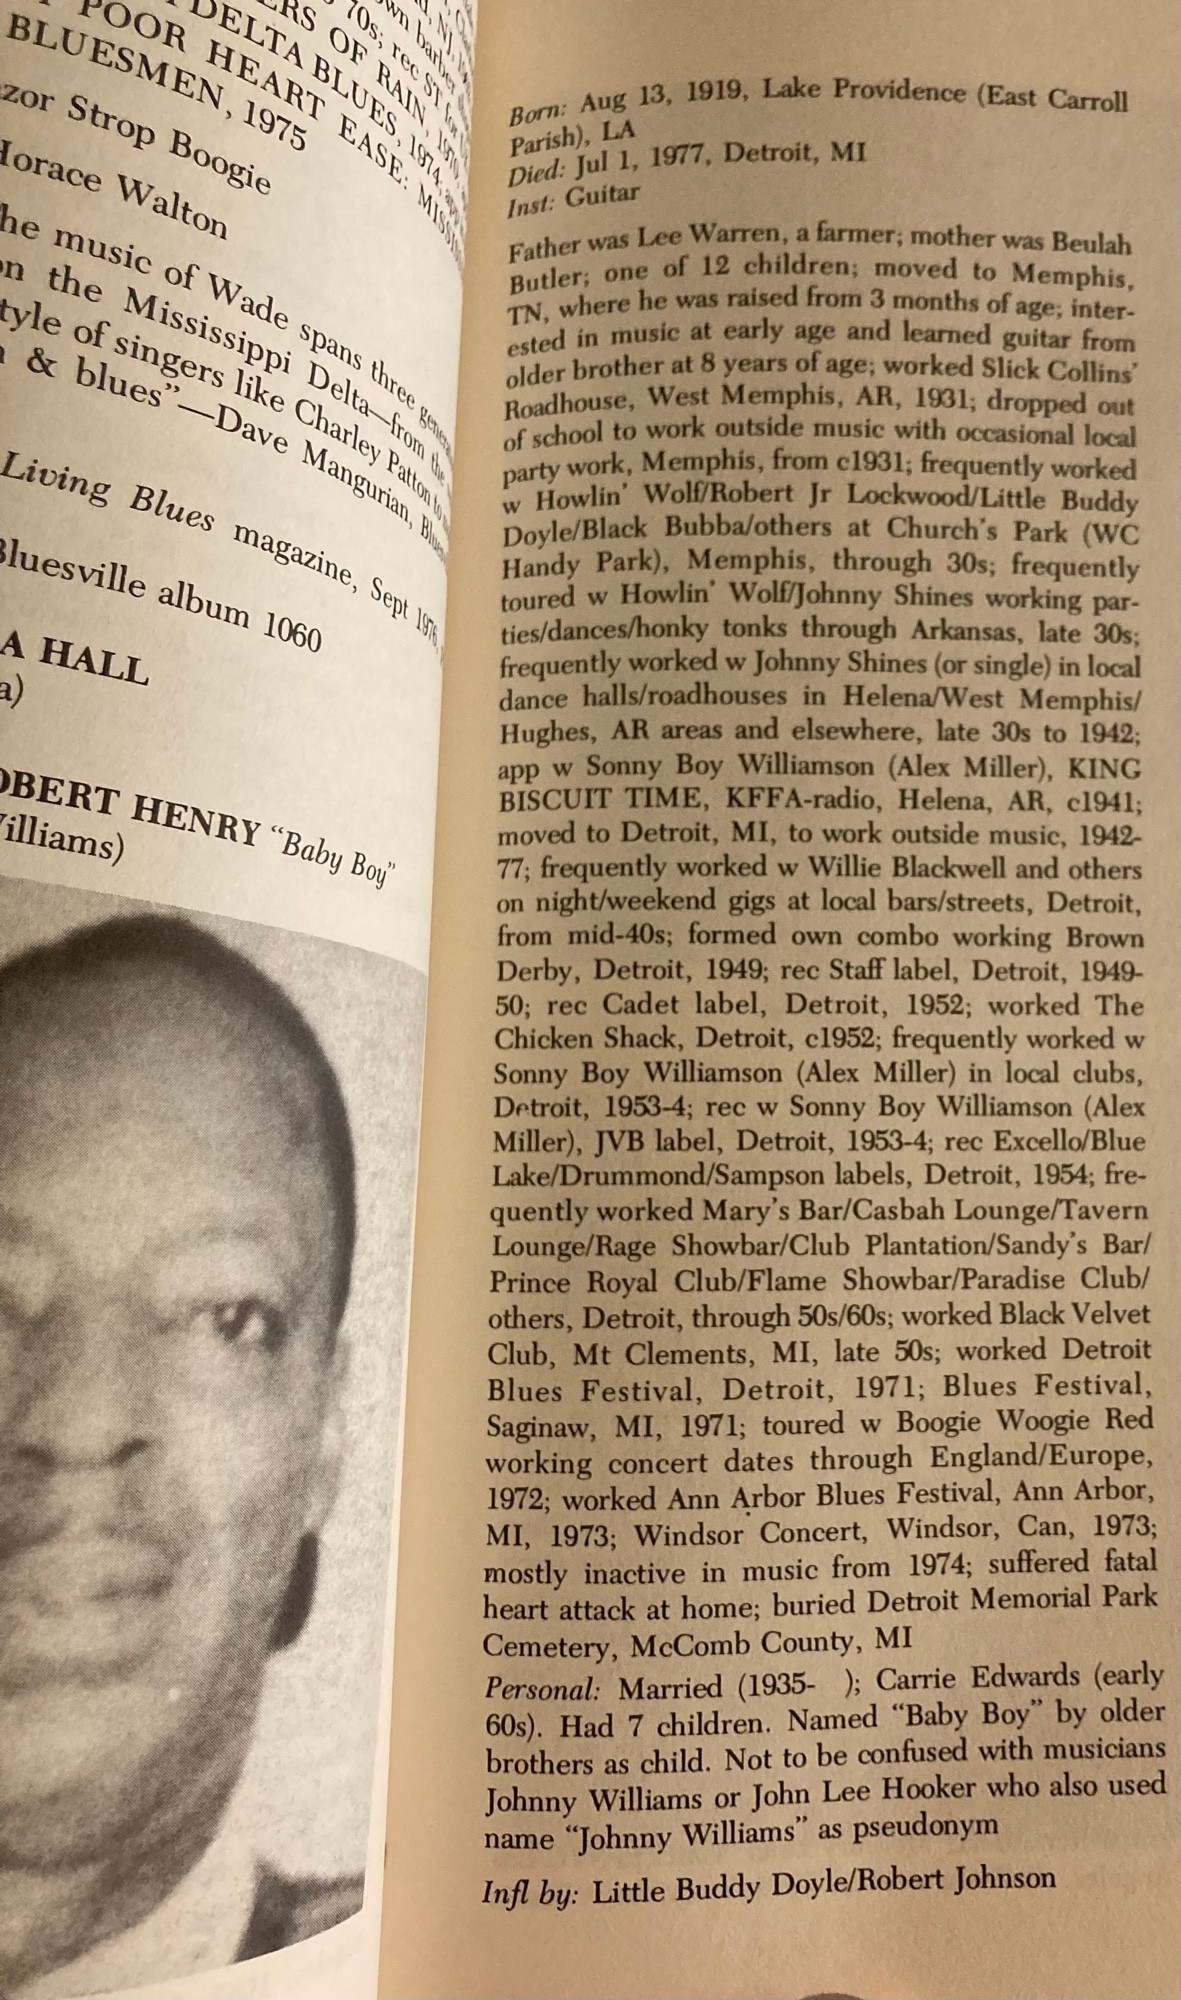 70s; rec ST for
ERS OF RAIN, 1970
DELTA BLUES, 1974; app
POOR HEART EASE:
BLUESMEN, 1975
zor Strop Boogie
Horace Walton
he music of Wade spans three
on the Mississippi Delta—from the
tyle of singers like Charley Patton to
& blues”—Dave Mangurian,
Living Blues magazine, Sept 1976,
Bluesville album 1060
A HALL
a)
OBERT HENRY “Baby Boy”
Williams)
Born: Aug 13, 1919, Lake Providence (East Carroll
Parish), LA
Died: Jul 1, 1977, Detroit, MI
Inst: Guitar
Father was Lee Warren, a farmer; mother was Beulah
Butler; one of 12 children; moved to Memphis,
TN, where he was raised from 3 months of age; inter-
ested in music at early age and learned guitar from
older brother at 8 years of age; worked Slick Collins’
Roadhouse, West Memphis, AR, 1931; dropped out
of school to work outside music with occasional local
party work, Memphis, from c1931; frequently worked
w Howlin’ Wolf/Robert Jr Lockwood/Little Buddy
Doyle/Black Bubba/others at Church’s Park (WC
Handy Park), Memphis, through 30s; frequently
toured w Howlin’ Wolf/Johnny Shines working par-
ties/dances/honky tonks through Arkansas, late 30s;
frequently worked w Johnny Shines (or single) in local
dance halls/roadhouses in Helena/West Memphis/
Hughes, AR areas and elsewhere, late 30s to 1942;
app w Sonny Boy Williamson (Alex Miller), KING
BISCUIT TIME, KFFA-radio, Helena, AR, c1941;
moved to Detroit, MI, to work outside music, 1942-
77; frequently worked w Willie Blackwell and others
on night/weekend gigs at local bars/streets, Detroit,
from mid-40s; formed own combo working Brown
Derby, Detroit, 1949; rec Staff label, Detroit, 1949-
50; rec Cadet label, Detroit, 1952; worked The
Chicken Shack, Detroit, c1952; frequently worked w
Sonny Boy Williamson (Alex Miller) in local clubs,
Detroit, 1953-4; rec w Sonny Boy Williamson (Alex
Miller), JVB label, Detroit, 1953-4; rec Excello/Blue
Lake/Drummond/Sampson labels, Detroit, 1954; fre-
quently worked Mary’s Bar/Casbah Lounge/Tavern
Lounge/Rage Showbar/Club Plantation/Sandy’s Bar/
Prince Royal Club/Flame Showbar/Paradise Club/
others, Detroit, through 50s/60s; worked Black Velvet
Club, Mt Clements, MI, late 50s; worked Detroit
Blues Festival, Detroit, 1971; Blues Festival,
Saginaw, MI, 1971; toured w Boogie Woogie Red
working concert dates through England/Europe,
1972; worked Ann Arbor Blues Festival, Ann Arbor,
MI, 1973; Windsor Concert, Windsor, Can, 1973;
mostly inactive in music from 1974; suffered fatal
heart attack at home; buried Detroit Memorial Park
Cemetery, McComb County, MI
Personal: Married (1935- ); Carrie Edwards (early
60s). Had 7 children. Named “Baby Boy” by older
brothers as child. Not to be confused with musicians
Johnny Williams or John Lee Hooker who also used
name “Johnny Williams” as pseudonym
Infl by: Little Buddy Doyle/Robert Johnson